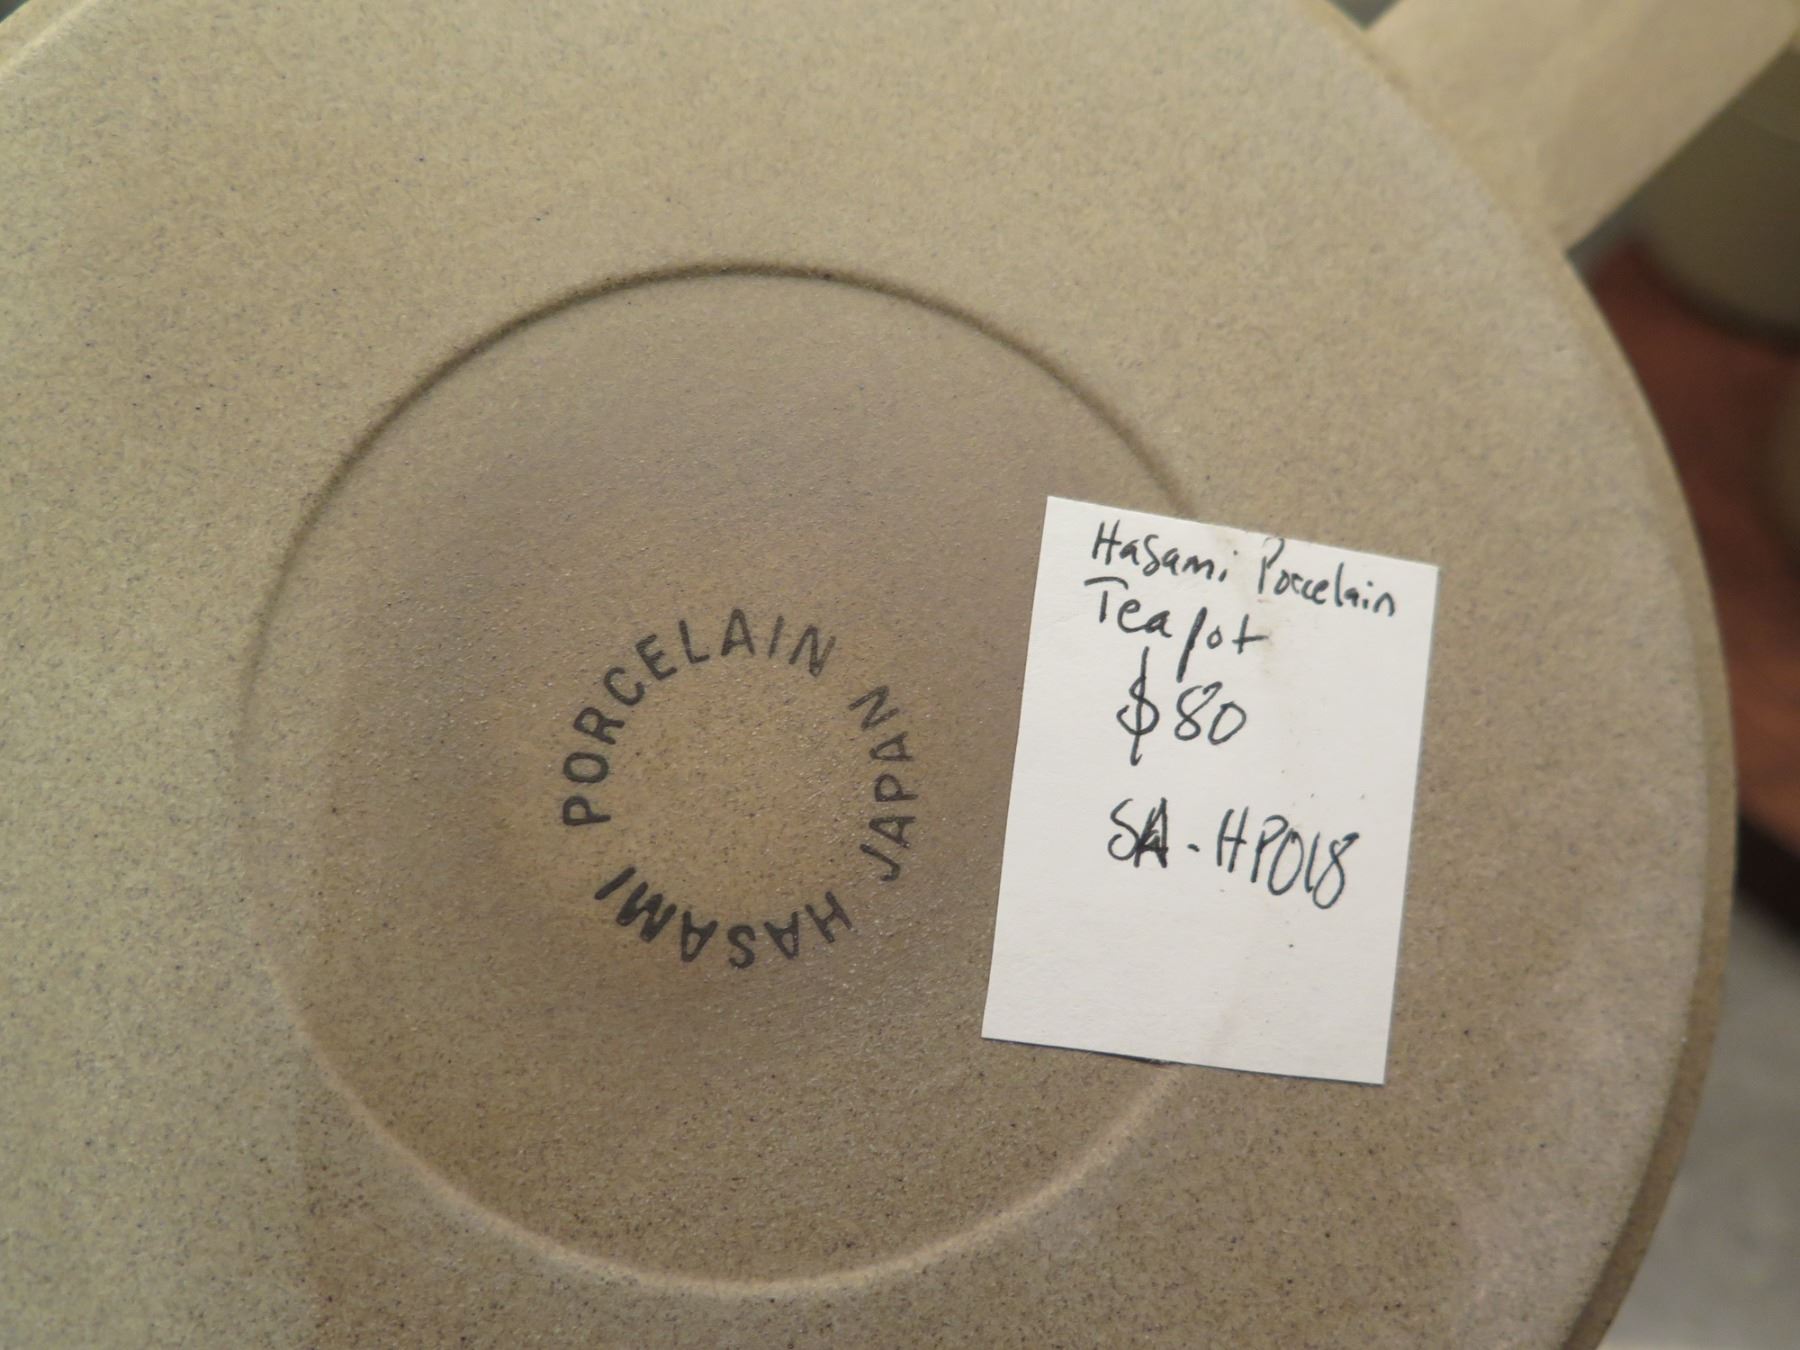 HASAMI PORCELAIN JAPAN
Hasami Porcelain
Teapot
$80
SA-HP018